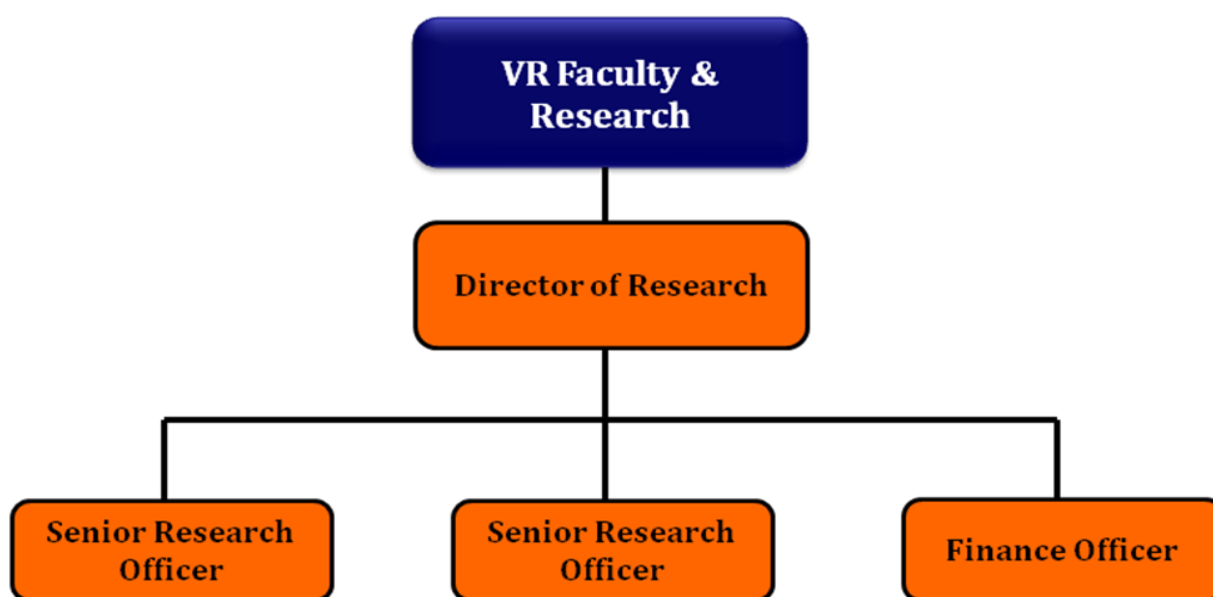 VR Faculty &
Research
Director of Research
Senior Research
Officer
Senior Research
Officer
Finance Officer